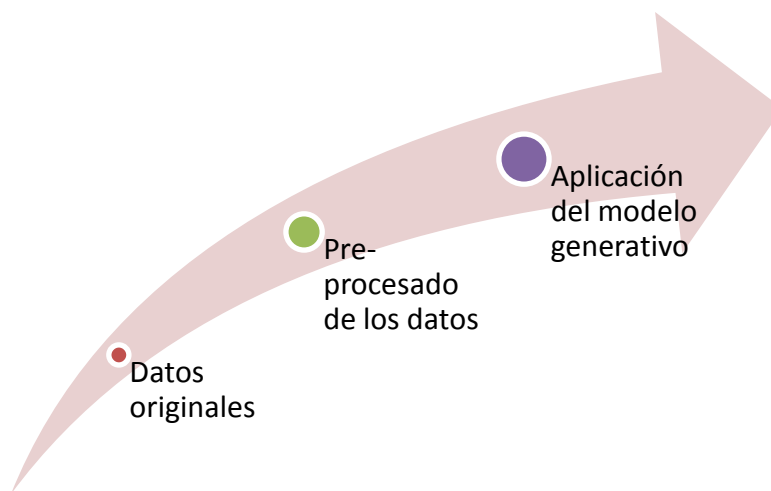 Aplicación
del modelo
generativo
Pre-
procesado
de los datos
Datos
originales